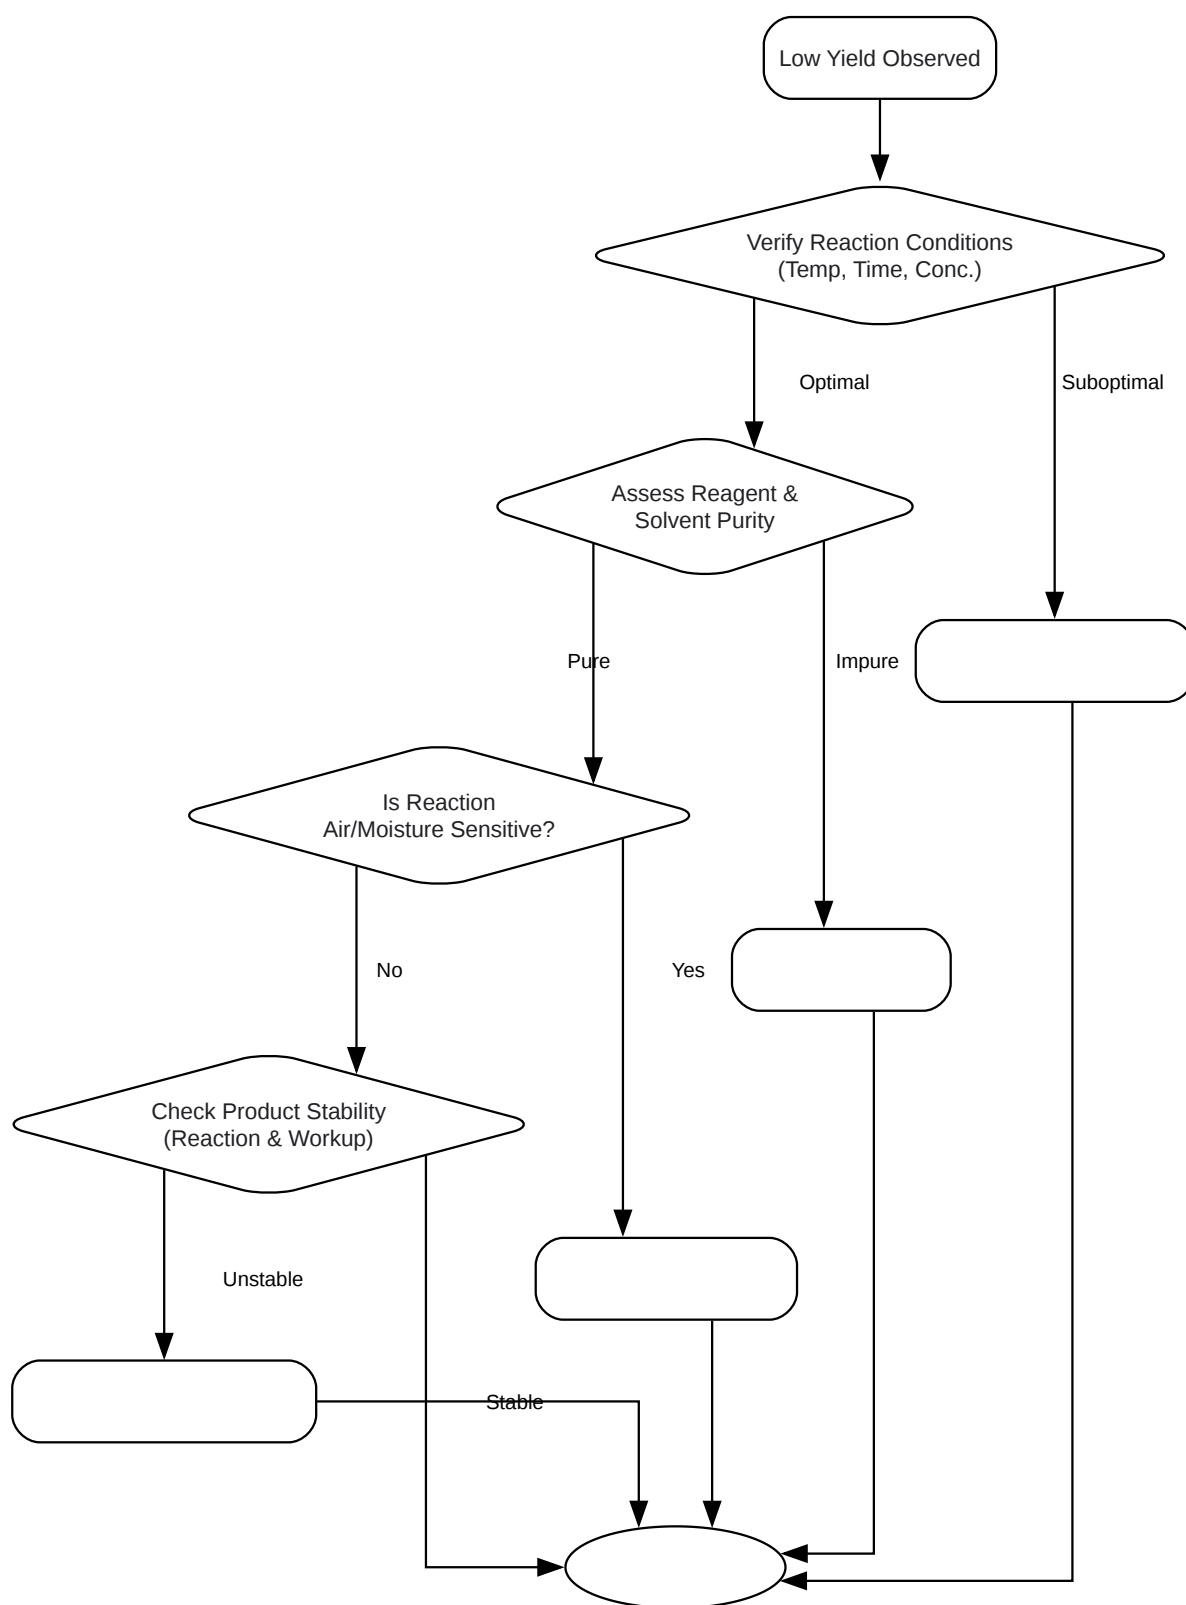 Low Yield Observed
Verify Reaction Conditions
(Temp, Time, Conc.)
Optimal
Suboptimal
Assess Reagent &
Solvent Purity
Pure
Impure
Is Reaction
Air/Moisture Sensitive?
No
Yes
Check Product Stability
(Reaction & Workup)
Unstable
Stable